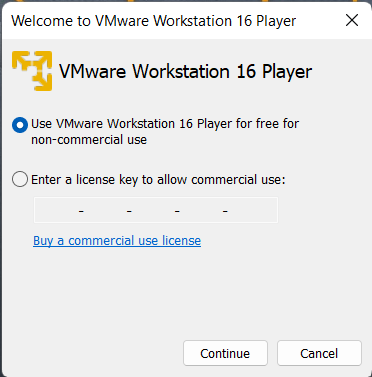 Welcome to VMware Workstation 16 Player
VMware Workstation 16 Player
Use VMware Workstation 16 Player for free for
non-commercial use
Enter a license key to allow commercial use:
- - - -
Buy a commercial use license
Continue Cancel